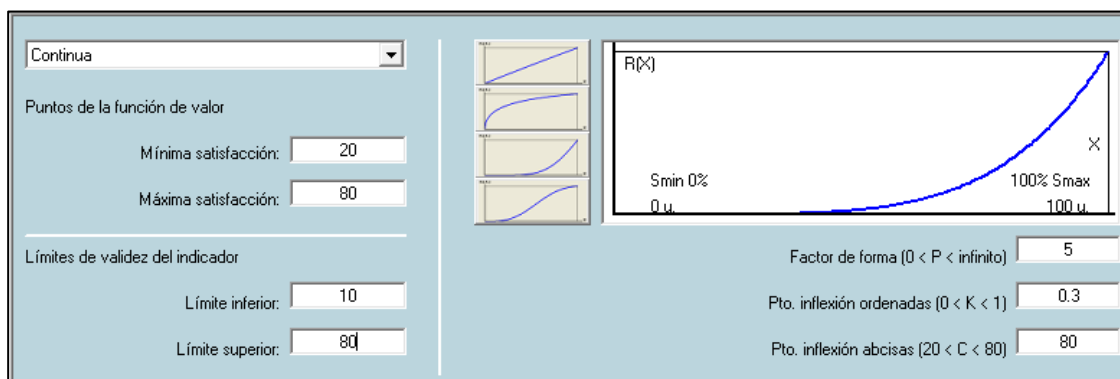 Continua
Puntos de la función de valor
Mínima satisfacción: 20
Máxima satisfacción: 80
Límites de validez del indicador
Límite inferior: 10
Límite superior: 80
R(X)
X
Smin 0% 100% Smax
0 u. 100 u.
Factor de forma (0 < P < infinito) 5
Pto. inflexión ordenadas (0 < K < 1) 0.3
Pto. inflexión abcisas (20 < C < 80) 80